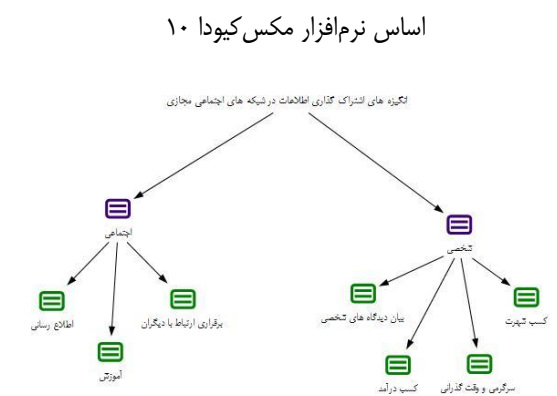 اساس نرم‌افزار مکس‌کیودا ۱۰
انگیزه های اشتراک گذاری اطلاعات در شبکه های اجتماعی مجازی
شخصی
اجتماعی
کسب شهرت
بیان دیدگاه های شخصی
برقراری ارتباط با دیگران
اطلاع رسانی
سرگرمی و وقت گذرانی
کسب درآمد
آموزش